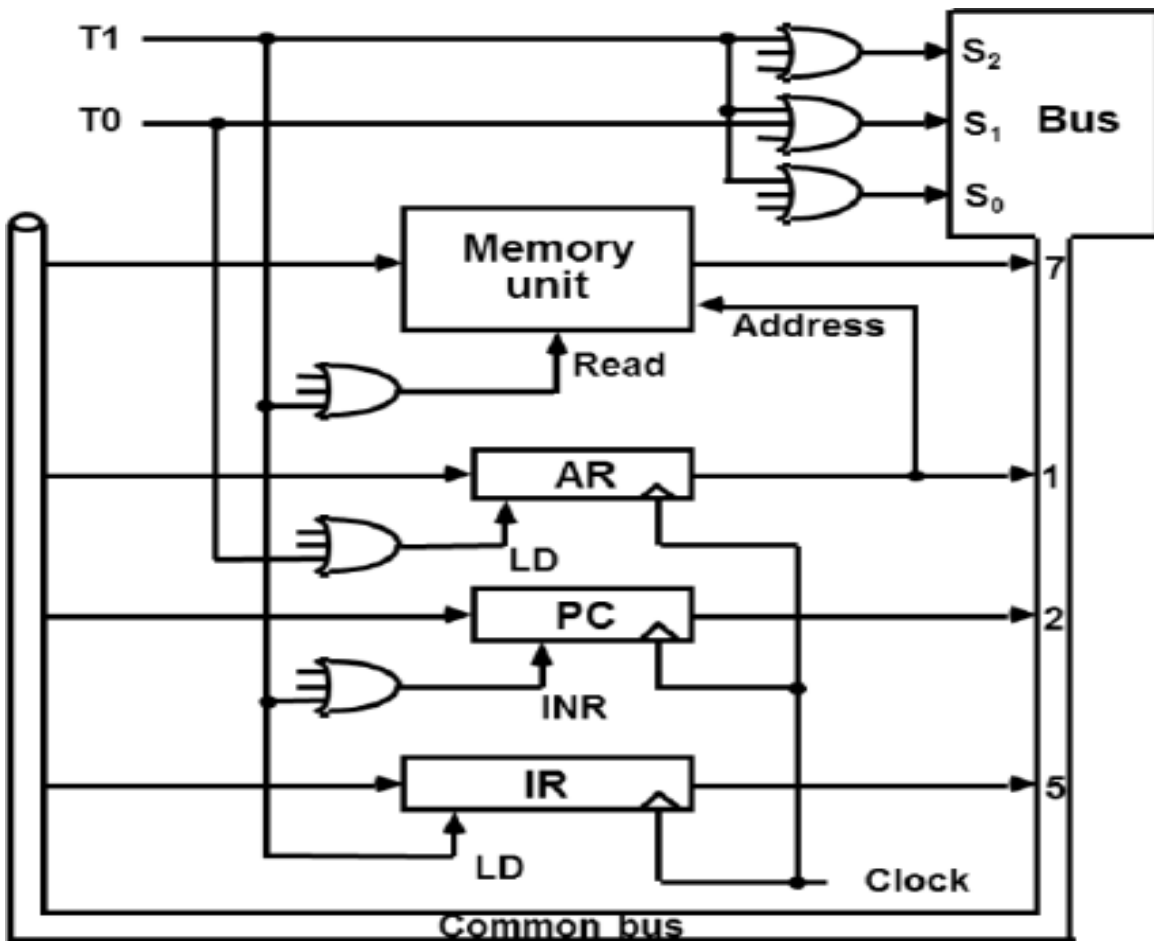 T1
S₂
T0
Bus
S₁
S₀
Memory
unit
7
Address
Read
AR
1
LD
PC
2
INR
IR
5
LD
Clock
Common bus